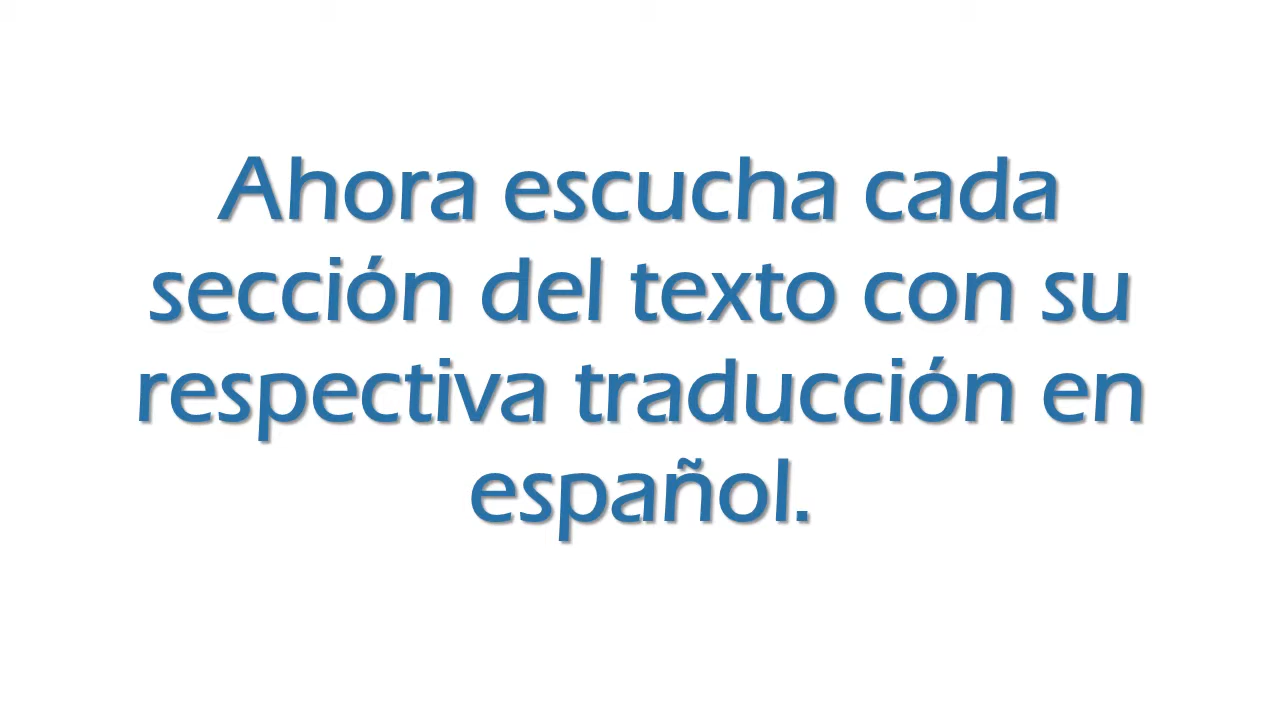 Ahora escucha cada
sección del texto con su
respectiva traducción en
español.